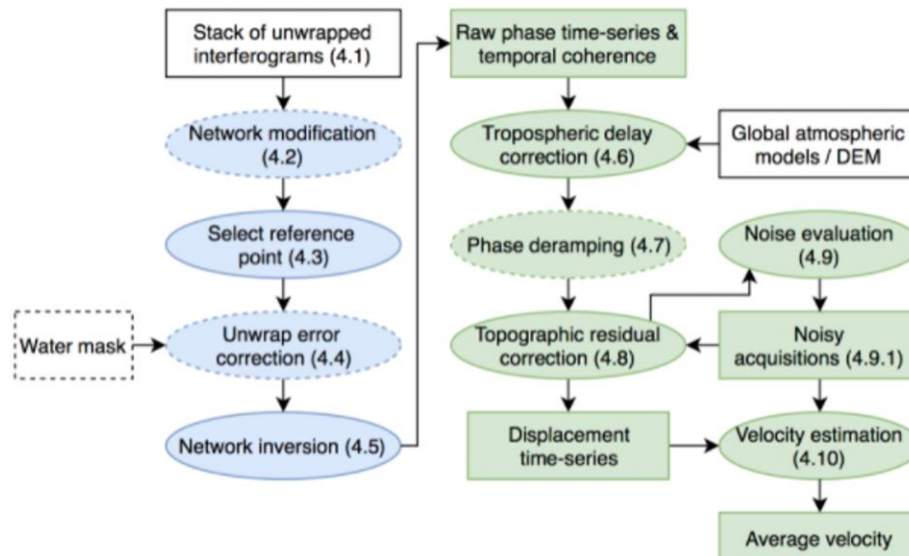 Stack of unwrapped
interferograms (4.1)
Network modification
(4.2)
Select reference
point (4.3)
Water mask
Unwrap error
correction (4.4)
Network inversion (4.5)
Raw phase time-series &
temporal coherence
Tropospheric delay
correction (4.6)
Global atmospheric
models / DEM
Phase deramping (4.7)
Noise evaluation
(4.9)
Topographic residual
correction (4.8)
Noisy
acquisitions (4.9.1)
Displacement
time-series
Velocity estimation
(4.10)
Average velocity